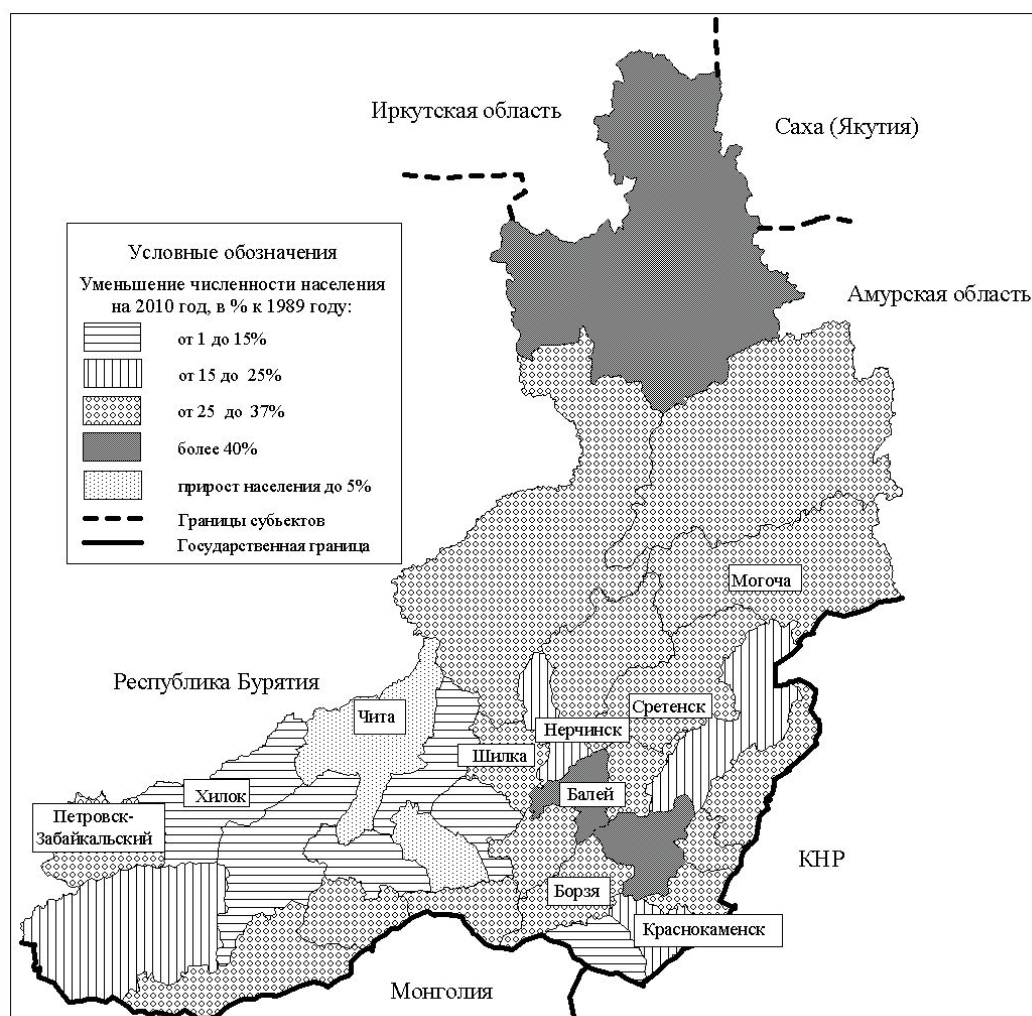 Иркутская область
Саха (Якутия)
Амурская область
Условные обозначения
Уменьшение численности населения
на 2010 год, в % к 1989 году:
от 1 до 15%
от 15 до 25%
от 25 до 37%
более 40%
прирост населения до 5%
Границы субъектов
Государственная граница
Могоча
Республика Бурятия
Чита
Сретенск
Нерчинск
Шилка
Хилок
Балей
Петровск-
Забайкальский
КНР
Борзя
Краснокаменск
Монголия